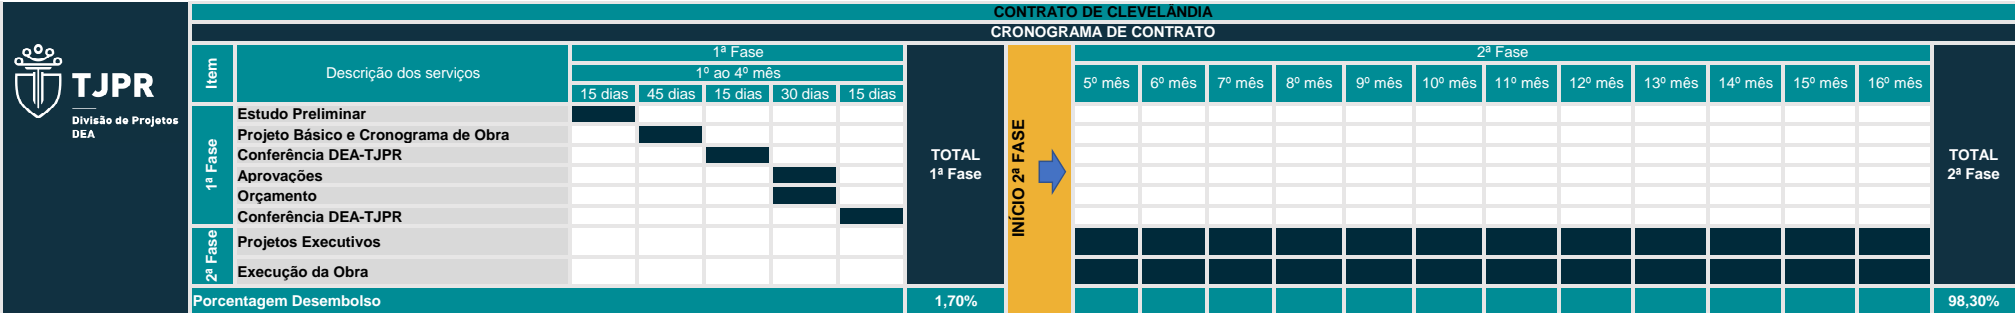 CONTRATO DE CLEVELÂNDIA
CRONOGRAMA DE CONTRATO
TJPR
Divisão de Projetos
DEA
Item
Descrição dos serviços
1ª Fase
1º ao 4º mês
15 dias 45 dias 15 dias 30 dias 15 dias
2ª Fase
5º mês 6º mês 7º mês 8º mês 9º mês 10º mês 11º mês 12º mês 13º mês 14º mês 15º mês 16º mês
1ª Fase
Estudo Preliminar
Projeto Básico e Cronograma de Obra
Conferência DEA-TJPR
Aprovações
Orçamento
Conferência DEA-TJPR
2ª Fase
Projetos Executivos
Execução da Obra
TOTAL
1ª Fase
INÍCIO 2ª FASE
TOTAL
2ª Fase
Porcentagem Desembolso 1,70% 98,30%